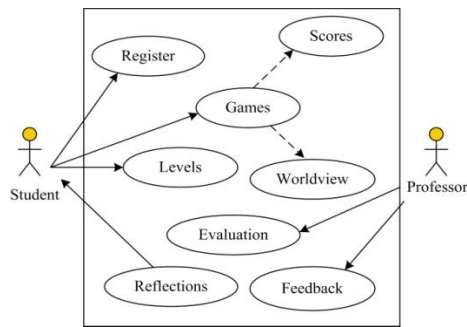 Scores
Register
Games
Levels
Worldview
Student
Professor
Evaluation
Reflections
Feedback